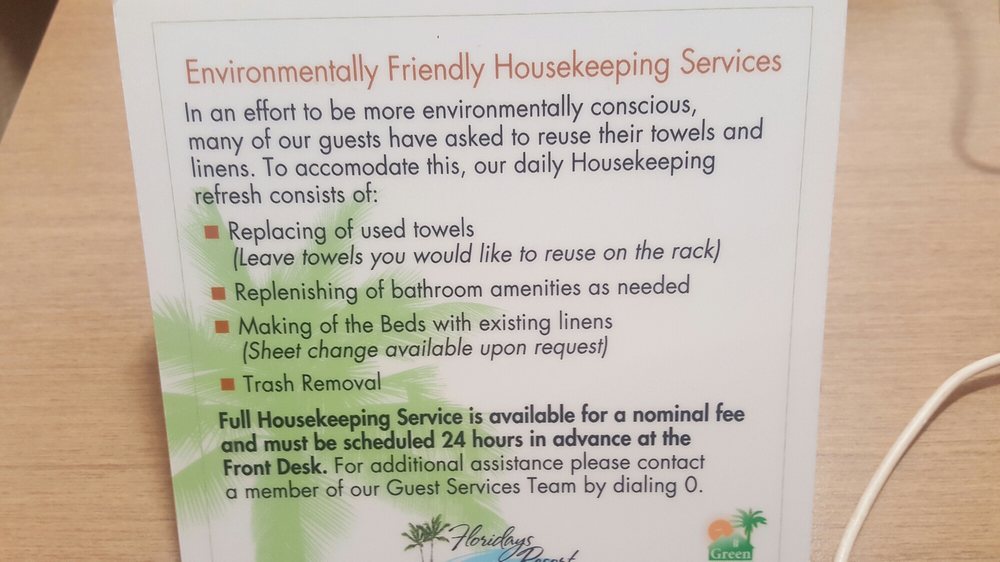 Environmentally Friendly Housekeeping Services
In an effort to be more environmentally conscious,
many of our guests have asked to reuse their towels and
linens. To accomodate this, our daily Housekeeping
refresh consists of:
Replacing of used towels
(Leave towels you would like to reuse on the rack)
Replenishing of bathroom amenities as needed
Making of the Beds with existing linens
(Sheet change available upon request)
Trash Removal
Full Housekeeping Service is available for a nominal fee
and must be scheduled 24 hours in advance at the
Front Desk. For additional assistance please contact
a member of our Guest Services Team by dialing 0.
Floridays
Resort
Green